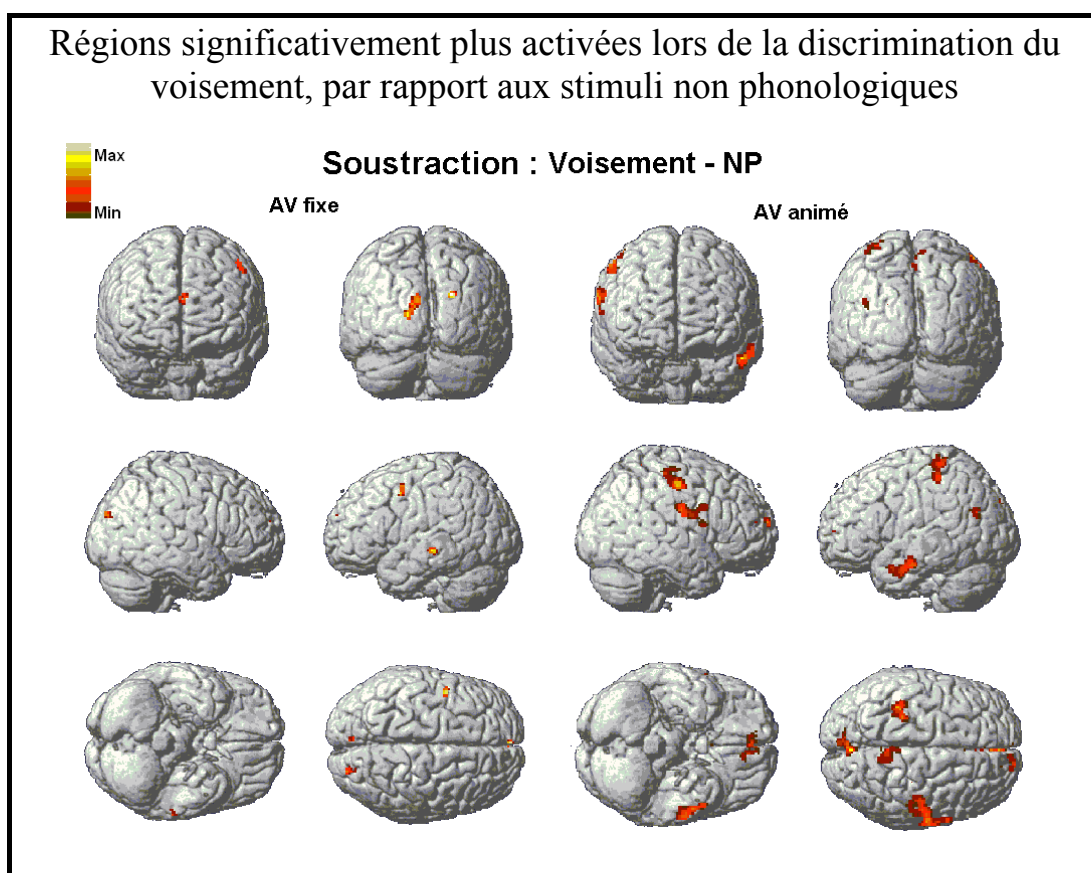 Régions significativement plus activées lors de la discrimination du
voisement, par rapport aux stimuli non phonologiques
Soustraction : Voisement - NP
Max
Min
AV fixe
AV animé